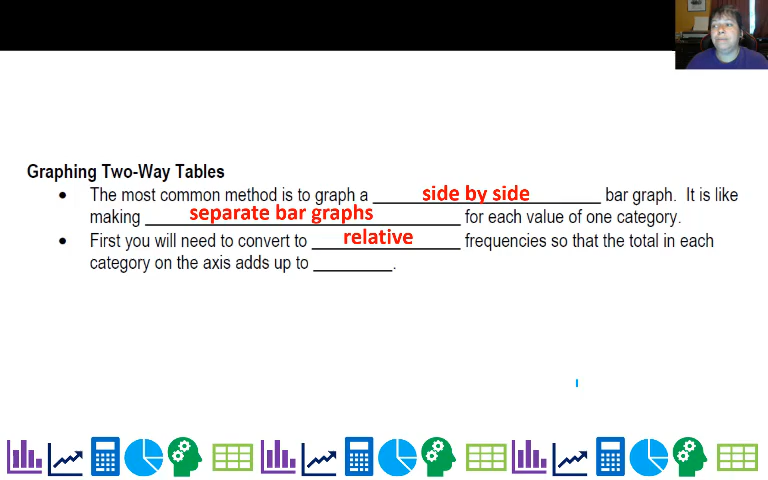 Graphing Two-Way Tables
• The most common method is to graph a side by side bar graph. It is like
making separate bar graphs for each value of one category.
• First you will need to convert to relative frequencies so that the total in each
category on the axis adds up to ________.